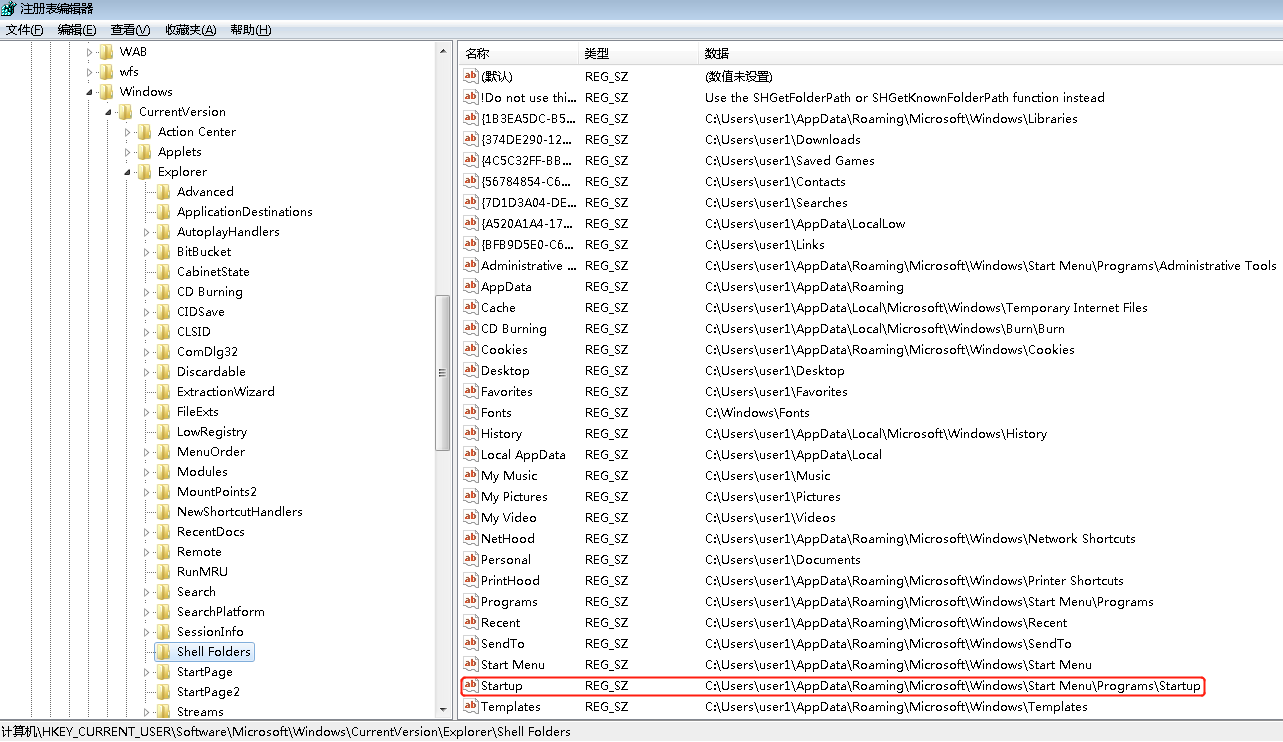 注册表编辑器
文件(F) 编辑(E) 查看(V) 收藏夹(A) 帮助(H)
WAB
wfs
Windows
CurrentVersion
Action Center
Applets
Explorer
Advanced
ApplicationDestinations
AutoplayHandlers
BitBucket
CabinetState
CD Burning
CIDSave
CLSID
ComDlg32
Discardable
ExtractionWizard
FileExts
LowRegistry
MenuOrder
Modules
MountPoints2
NewShortcutHandlers
RecentDocs
Remote
RunMRU
Search
SearchPlatform
SessionInfo
Shell Folders
StartPage
StartPage2
Streams
名称 类型 数据
(默认) REG_SZ (数值未设置)
!Do not use thi... REG_SZ Use the SHGetFolderPath or SHGetKnownFolderPath function instead
{1B3EA5DC-B5... REG_SZ C:\Users\user1\AppData\Roaming\Microsoft\Windows\Libraries
{374DE290-12... REG_SZ C:\Users\user1\Downloads
{4C5C32FF-BB... REG_SZ C:\Users\user1\Saved Games
{56784854-C6... REG_SZ C:\Users\user1\Contacts
{7D1D3A04-DE... REG_SZ C:\Users\user1\Searches
{A520A1A4-17... REG_SZ C:\Users\user1\AppData\LocalLow
{BFB9D5E0-C6... REG_SZ C:\Users\user1\Links
Administrative ... REG_SZ C:\Users\user1\AppData\Roaming\Microsoft\Windows\Start Menu\Programs\Administrative Tools
AppData REG_SZ C:\Users\user1\AppData\Roaming
Cache REG_SZ C:\Users\user1\AppData\Local\Microsoft\Windows\Temporary Internet Files
CD Burning REG_SZ C:\Users\user1\AppData\Local\Microsoft\Windows\Burn\Burn
Cookies REG_SZ C:\Users\user1\AppData\Roaming\Microsoft\Windows\Cookies
Desktop REG_SZ C:\Users\user1\Desktop
Favorites REG_SZ C:\Users\user1\Favorites
Fonts REG_SZ C:\Windows\Fonts
History REG_SZ C:\Users\user1\AppData\Local\Microsoft\Windows\History
Local AppData REG_SZ C:\Users\user1\AppData\Local
My Music REG_SZ C:\Users\user1\Music
My Pictures REG_SZ C:\Users\user1\Pictures
My Video REG_SZ C:\Users\user1\Videos
NetHood REG_SZ C:\Users\user1\AppData\Roaming\Microsoft\Windows\Network Shortcuts
Personal REG_SZ C:\Users\user1\Documents
PrintHood REG_SZ C:\Users\user1\AppData\Roaming\Microsoft\Windows\Printer Shortcuts
Programs REG_SZ C:\Users\user1\AppData\Roaming\Microsoft\Windows\Start Menu\Programs
Recent REG_SZ C:\Users\user1\AppData\Roaming\Microsoft\Windows\Recent
SendTo REG_SZ C:\Users\user1\AppData\Roaming\Microsoft\Windows\SendTo
Start Menu REG_SZ C:\Users\user1\AppData\Roaming\Microsoft\Windows\Start Menu
Startup REG_SZ C:\Users\user1\AppData\Roaming\Microsoft\Windows\Start Menu\Programs\Startup
Templates REG_SZ C:\Users\user1\AppData\Roaming\Microsoft\Windows\Templates
计算机\HKEY_CURRENT_USER\Software\Microsoft\Windows\CurrentVersion\Explorer\Shell Folders